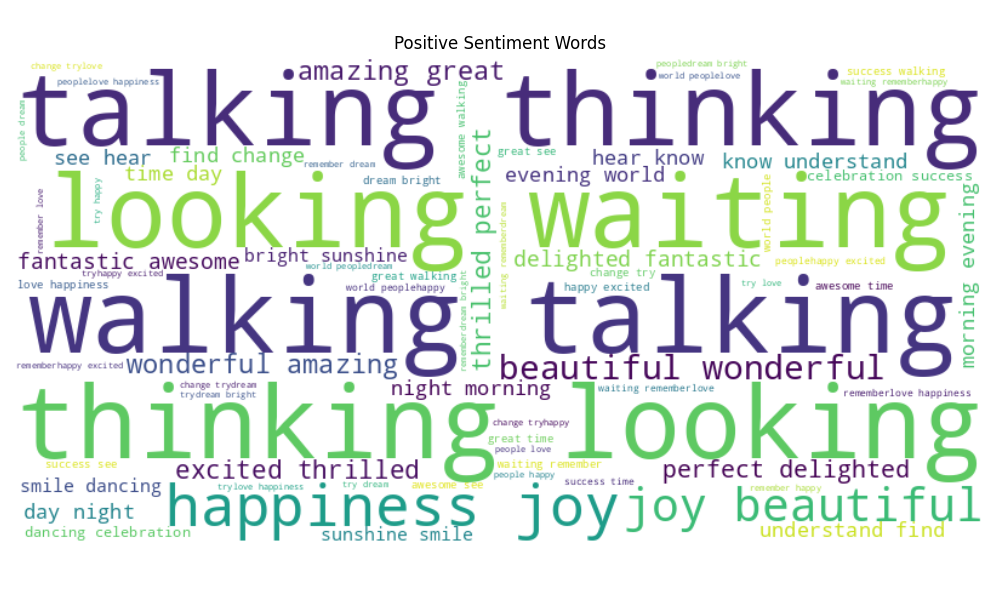 Positive Sentiment Words
change trylove
amazing great
peopledream bright
success walking
peoplelove happiness
world peoplelove
waiting rememberhappy
talking thinking
people dream
awesome walking
see hear
find change
remember dream
great see
hear know
know understand
time day
dream bright
evening world
celebration success
looking waiting
try happy
remember love
thrilled perfect
waiting rememberdream
world people
morning evening
fantastic awesome
bright sunshine
world peopledream
delighted fantastic
peoplehappy excited
tryhappy excited
great walking
change try
love happiness
world peoplehappy
happy excited
try love
awesome time
rememberdream bright
walking talking
rememberhappy excited
wonderful amazing
beautiful wonderful
change trydream
night morning
waiting rememberlove
trydream bright
rememberlove happiness
thinking looking
change tryhappy
great time
people love
success see
excited thrilled
waiting remember
perfect delighted
people happy
smile dancing
trylove happiness
try dream
awesome see
success time
remember happy
day night
happiness joy
joy beautiful
dancing celebration
sunshine smile
understand find